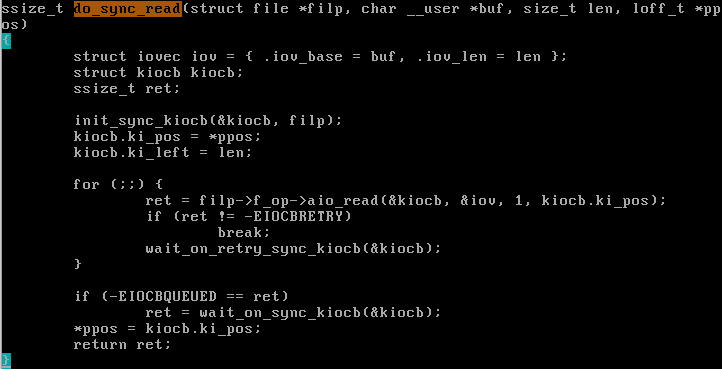 ssize_t do_sync_read(struct file *filp, char __user *buf, size_t len, loff_t *pp
os)
{
        struct iovec iov = { .iov_base = buf, .iov_len = len };
        struct kiocb kiocb;
        ssize_t ret;

        init_sync_kiocb(&kiocb, filp);
        kiocb.ki_pos = *ppos;
        kiocb.ki_left = len;

        for (;;) {
                ret = filp->f_op->aio_read(&kiocb, &iov, 1, kiocb.ki_pos);
                if (ret != -EIOCBRETRY)
                        break;
                wait_on_retry_sync_kiocb(&kiocb);
        }

        if (-EIOCBQUEUED == ret)
                ret = wait_on_sync_kiocb(&kiocb);
        *ppos = kiocb.ki_pos;
        return ret;
}